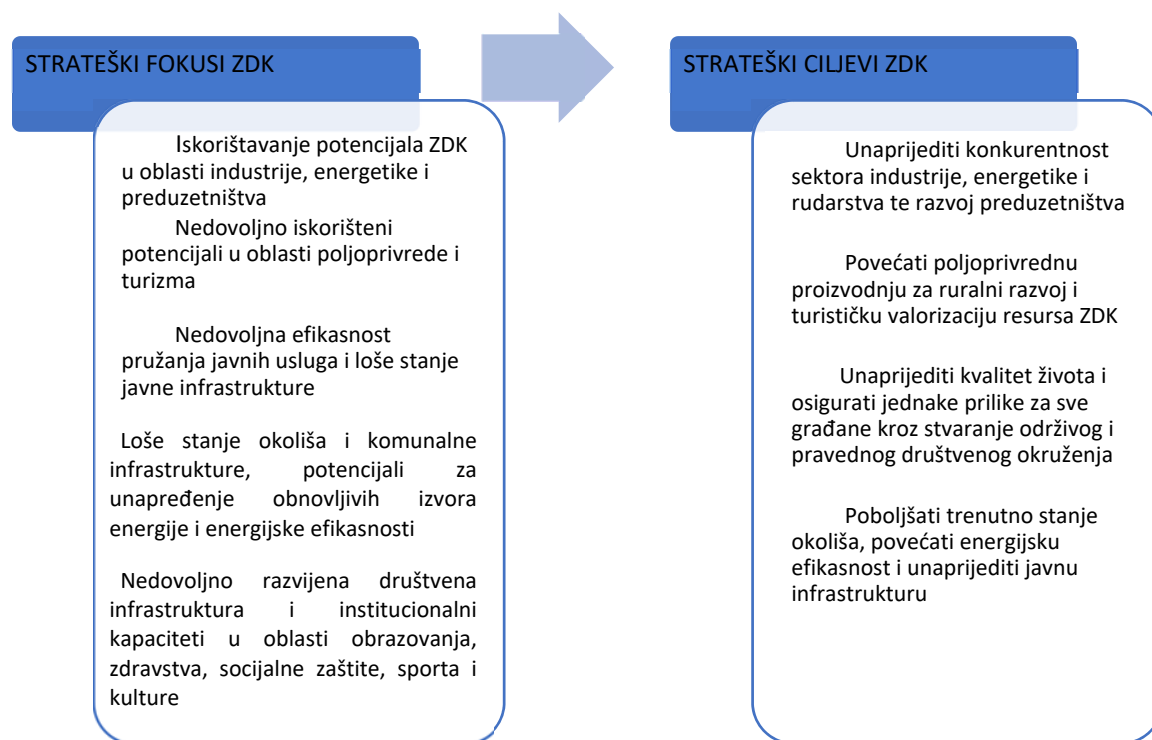 STRATEŠKI FOKUSI ZDK
Iskorištavanje potencijala ZDK
u oblasti industrije, energetike i
preduzetništva
Nedovoljno iskorišteni
potencijali u oblasti poljoprivrede i
turizma
Nedovoljna efikasnost
pružanja javnih usluga i loše stanje
javne infrastrukture
Loše stanje okoliša i komunalne
infrastrukture, potencijali za
unapređenje obnovljivih izvora
energije i energijske efikasnosti
Nedovoljno razvijena društvena
infrastruktura i institucionalni
kapaciteti u oblasti obrazovanja,
zdravstva, socijalne zaštite, sporta i
kulture
STRATEŠKI CILJEVI ZDK
Unaprijediti konkurentnost
sektora industrije, energetike i
rudarstva te razvoj preduzetništva
Povećati poljoprivrednu
proizvodnju za ruralni razvoj i
turističku valorizaciju resursa ZDK
Unaprijediti kvalitet života i
osigurati jednake prilike za sve
građane kroz stvaranje održivog i
pravednog društvenog okruženja
Poboljšati trenutno stanje
okoliša, povećati energijsku
efikasnost i unaprijediti javnu
infrastrukturu